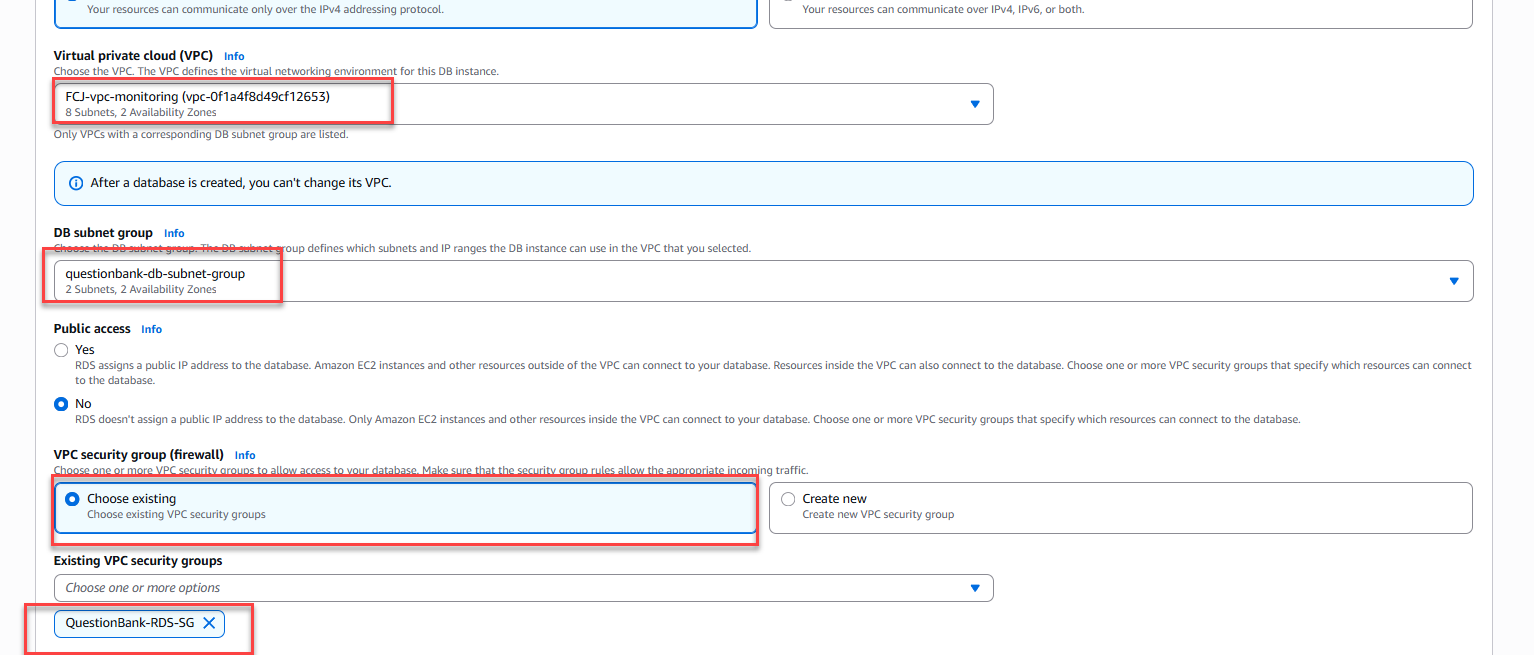 Your resources can communicate only over the IPv4 addressing protocol.
Your resources can communicate over IPv4, IPv6, or both.
Virtual private cloud (VPC) Info
Choose the VPC. The VPC defines the virtual networking environment for this DB instance.
FCJ-vpc-monitoring (vpc-0f1a4f8d49cf12653)
8 Subnets, 2 Availability Zones
Only VPCs with a corresponding DB subnet group are listed.
After a database is created, you can't change its VPC.
DB subnet group Info
Choose the DB subnet group. The DB subnet group defines which subnets and IP ranges the DB instance can use in the VPC that you selected.
questionbank-db-subnet-group
2 Subnets, 2 Availability Zones
Public access Info
Yes
RDS assigns a public IP address to the database. Amazon EC2 instances and other resources outside of the VPC can connect to your database. Resources inside the VPC can also connect to the database. Choose one or more VPC security groups that specify which resources can connect
to the database.
No
RDS doesn't assign a public IP address to the database. Only Amazon EC2 instances and other resources inside the VPC can connect to your database. Choose one or more VPC security groups that specify which resources can connect to the database.
VPC security group (firewall) Info
Choose one or more VPC security groups to allow access to your database. Make sure that the security group rules allow the appropriate incoming traffic.
Choose existing
Choose existing VPC security groups
Create new
Create new VPC security group
Existing VPC security groups
Choose one or more options
QuestionBank-RDS-SG